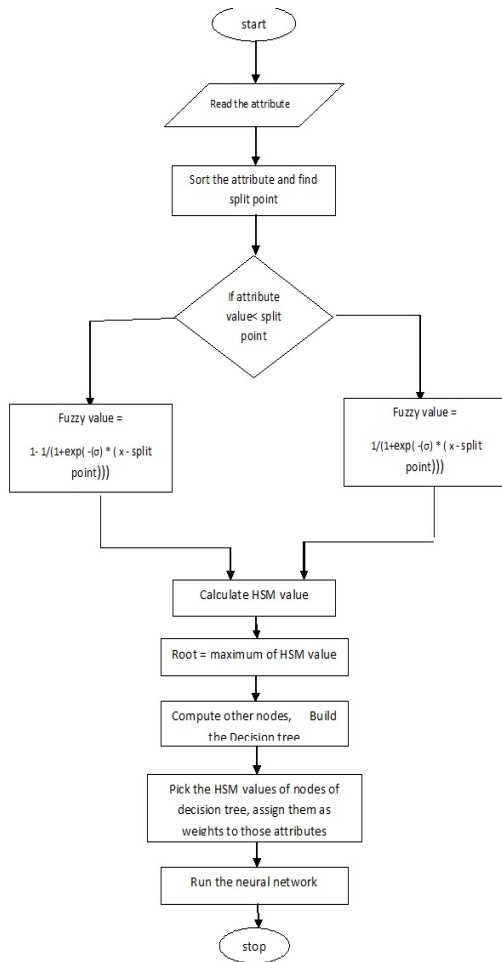 start
Read the attribute
Sort the attribute and find
split point
If attribute
value< split
point
Fuzzy value =
1- 1/(1+exp( -(σ) * ( x - split
point)))
Fuzzy value =
1/(1+exp( -(σ) * ( x - split
point)))
Calculate HSM value
Root = maximum of HSM value
Compute other nodes, Build
the Decision tree
Pick the HSM values of nodes of
decision tree, assign them as
weights to those attributes
Run the neural network
stop